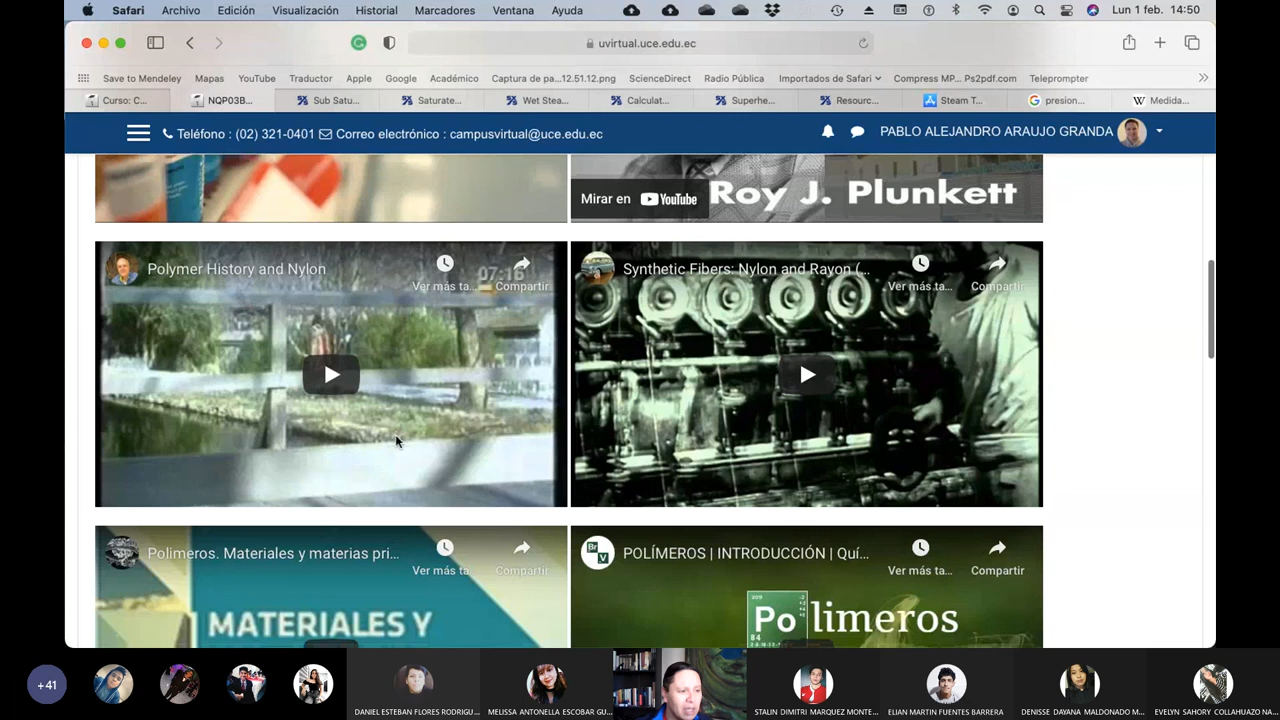 Safari Archivo Edición Visualización Historial Marcadores Ventana Ayuda Lun 1 feb. 14:50
uvirtual.uce.edu.ec
Save to Mendeley Mapas YouTube Traductor Apple Google Académico Captura de pa...12.51.12.png ScienceDirect Radio Pública Importados de Safari Compress MP... Ps2pdf.com Teleprompter
Curso: C... NQP03B... Sub Satu... Saturate... Wet Stea... Calculat... Superhe... Resourc... Steam T... presion... Medida...
Teléfono : (02) 321-0401 Correo electrónico : campusvirtual@uce.edu.ec PABLO ALEJANDRO ARAUJO GRANDA
Mirar en YouTube Roy J. Plunkett
Polymer History and Nylon 07:16
Ver más ta... Compartir
Synthetic Fibers: Nylon and Rayon (...
Ver más ta... Compartir
Polimeros. Materiales y materias pri...
Ver más ta... Compartir
MATERIALES Y
POLÍMEROS | INTRODUCCIÓN | Quí...
Ver más ta... Compartir
Br
V
Polimeros
84
+41
DANIEL ESTEBAN FLORES RODRIGU...
MELISSA ANTONELLA ESCOBAR GU...
STALIN DIMITRI MARQUEZ MONTE...
ELIAN MARTIN FUENTES BARRERA
DENISSE DAYANA MALDONADO M...
EVELYN SAHORY COLLAHUAZO NA...